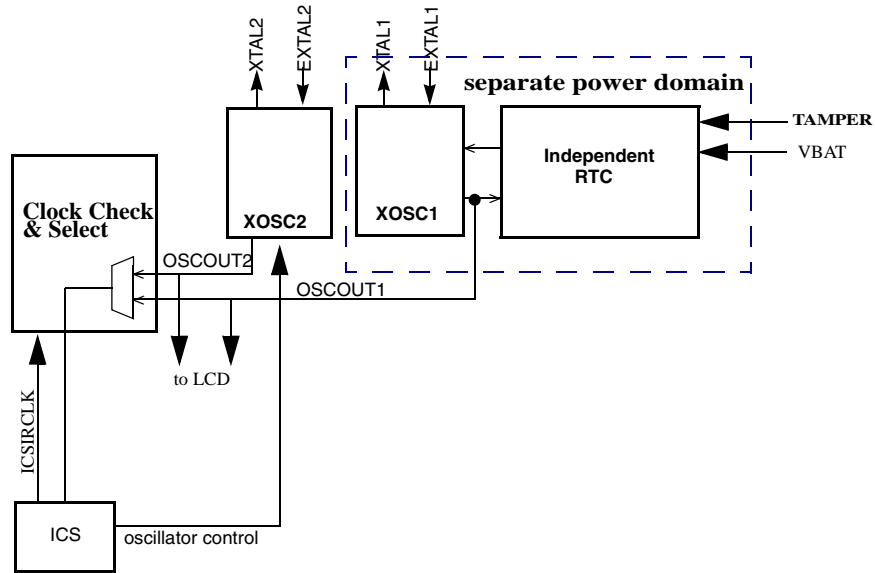 XTAL2
EXTAL2
XTAL1
EXTAL1
separate power domain
TAMPER
VBAT
Independent
RTC
XOSC2
XOSC1
Clock Check
& Select
OSCOUT2
OSCOUT1
to LCD
ICSIRCLK
ICS
oscillator control